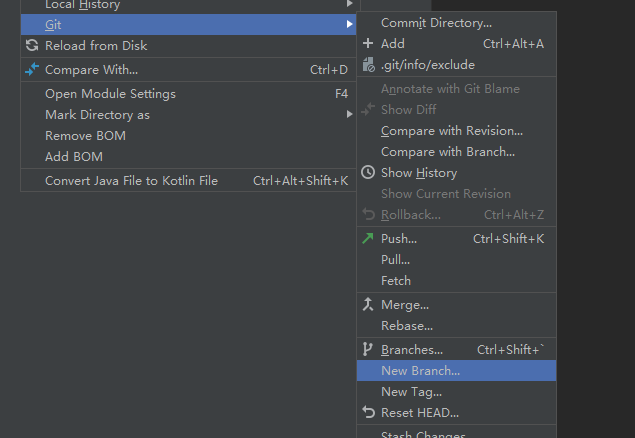 Local History
Git
Reload from Disk
Compare With... Ctrl+D
Open Module Settings F4
Mark Directory as
Remove BOM
Add BOM
Convert Java File to Kotlin File Ctrl+Alt+Shift+K
Commit Directory...
Add Ctrl+Alt+A
.git/info/exclude
Annotate with Git Blame
Show Diff
Compare with Revision...
Compare with Branch...
Show History
Show Current Revision
Rollback... Ctrl+Alt+Z
Push... Ctrl+Shift+K
Pull...
Fetch
Merge...
Rebase...
Branches... Ctrl+Shift+`
New Branch...
New Tag...
Reset HEAD...
Stash Changes